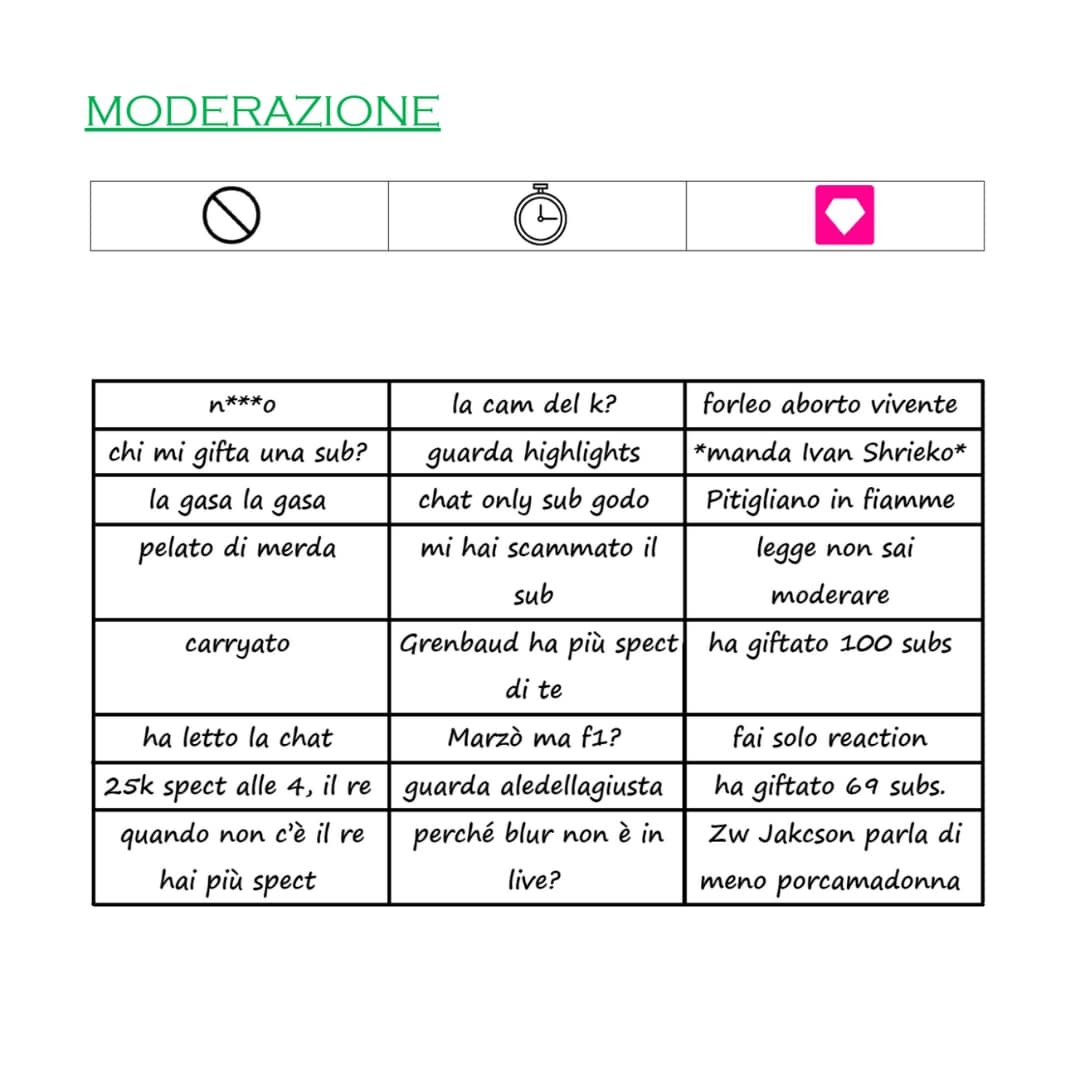 MODERAZIONE
n***o
la cam del k?
forleo aborto vivente
chi mi gifta una sub?
guarda highlights
*manda Ivan Shrieko*
la gasa la gasa
chat only sub godo
Pitigliano in fiamme
pelato di merda
mi hai scammato il
sub
legge non sai
moderare
carryato
Grenbaud ha più spect
di te
ha giftato 100 subs
ha letto la chat
Marzò ma f1?
fai solo reaction
25k spect alle 4, il re
guarda aledellagiusta
ha giftato 69 subs.
quando non c'è il re
hai più spect
perché blur non è in
live?
Zw Jakcson parla di
meno porcamadonna